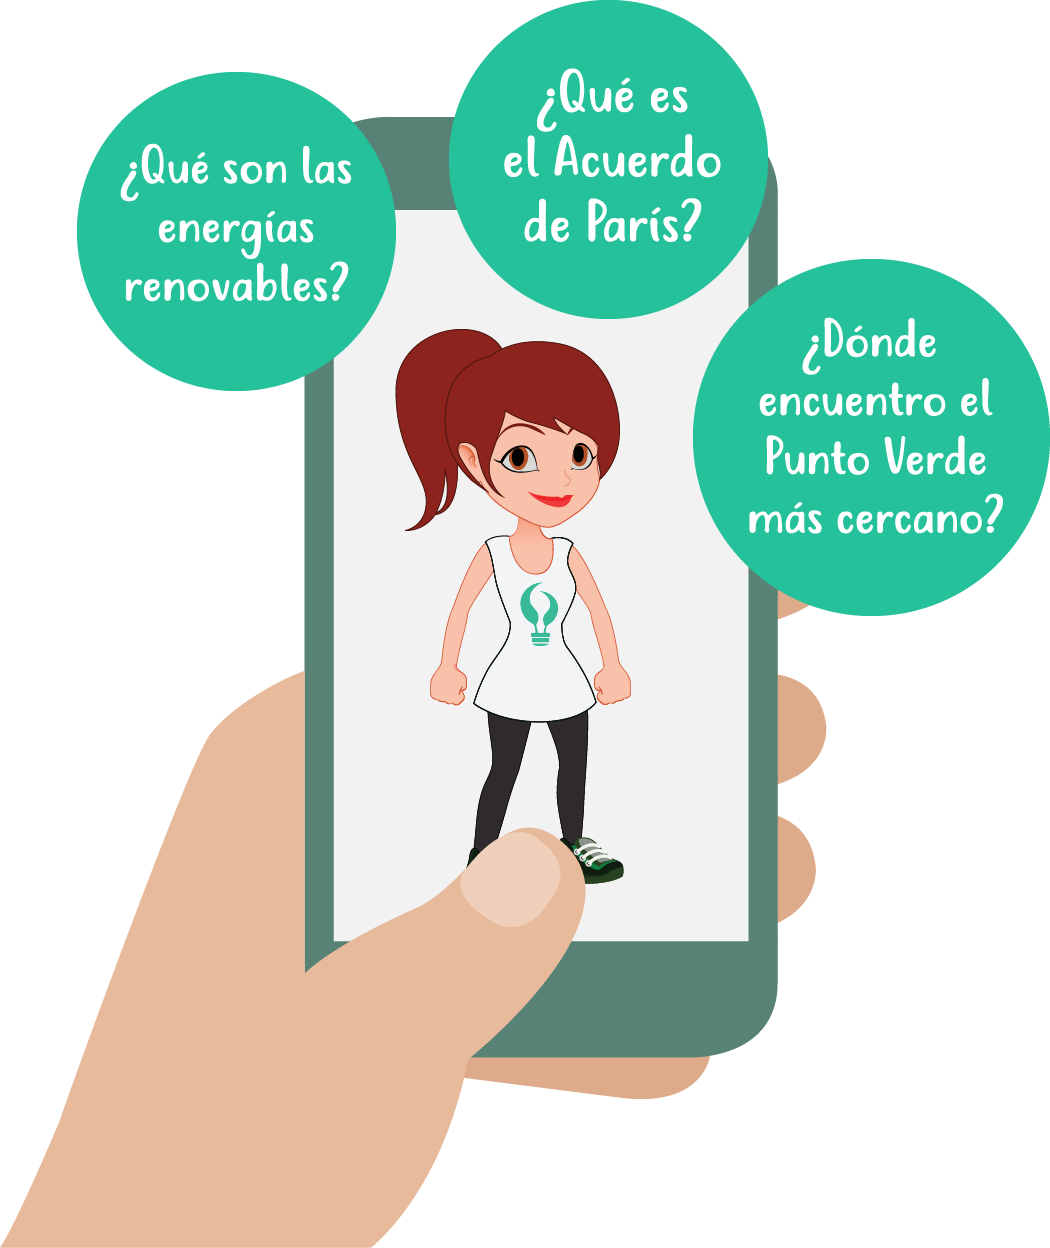 ¿Qué son las
energías
renovables?
¿Qué es
el Acuerdo
de París?
¿Dónde
encuentro el
Punto Verde
más cercano?